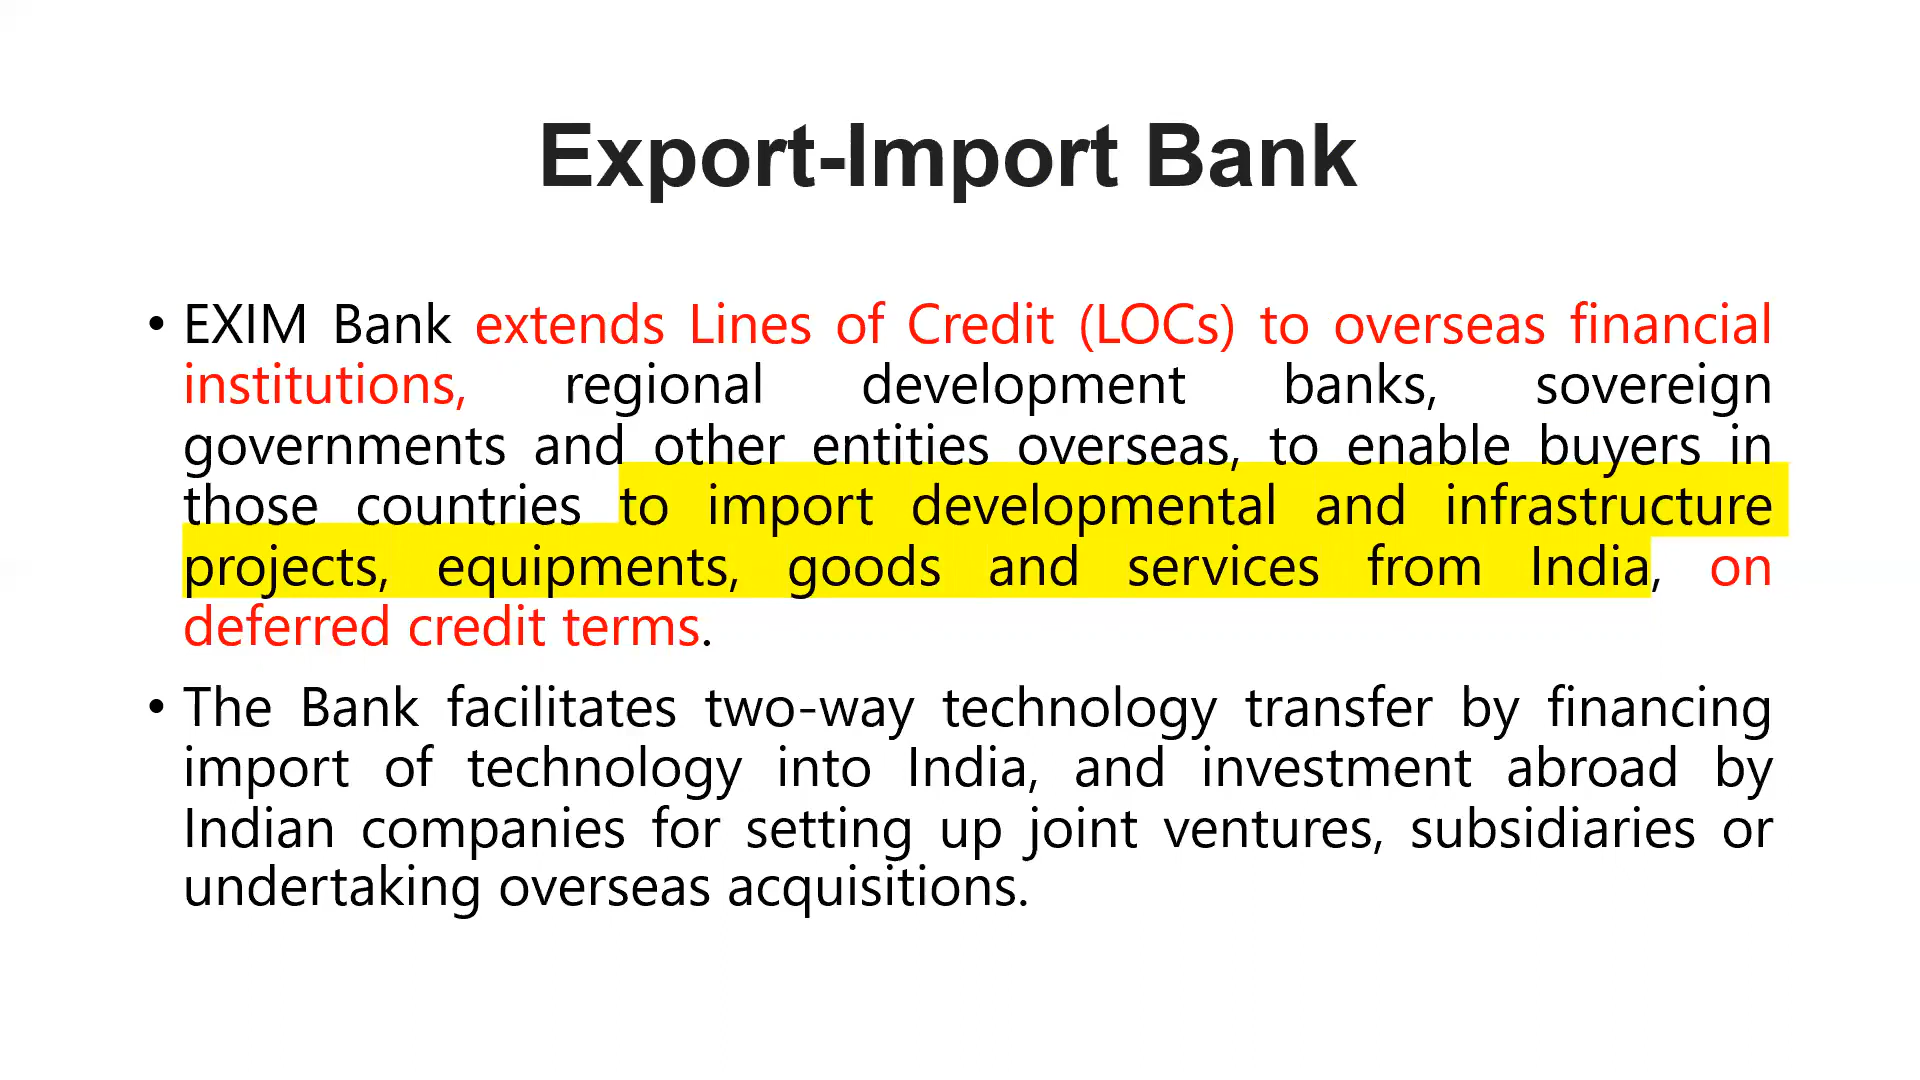 Export-Import Bank
• EXIM Bank extends Lines of Credit (LOCs) to overseas financial
institutions, regional development banks, sovereign
governments and other entities overseas, to enable buyers in
those countries to import developmental and infrastructure
projects, equipments, goods and services from India, on
deferred credit terms.
• The Bank facilitates two-way technology transfer by financing
import of technology into India, and investment abroad by
Indian companies for setting up joint ventures, subsidiaries or
undertaking overseas acquisitions.